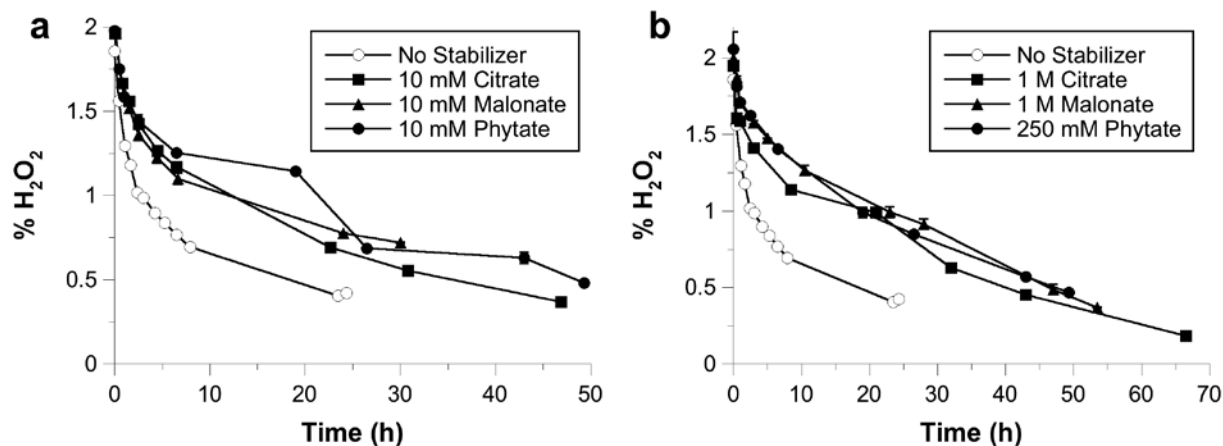 a
2
1.5
1
0.5
0
% H₂O₂
No Stabilizer
10 mM Citrate
10 mM Malonate
10 mM Phytate
0 10 20 30 40 50
Time (h)
b
2
1.5
1
0.5
0
% H₂O₂
No Stabilizer
1 M Citrate
1 M Malonate
250 mM Phytate
0 10 20 30 40 50 60 70
Time (h)